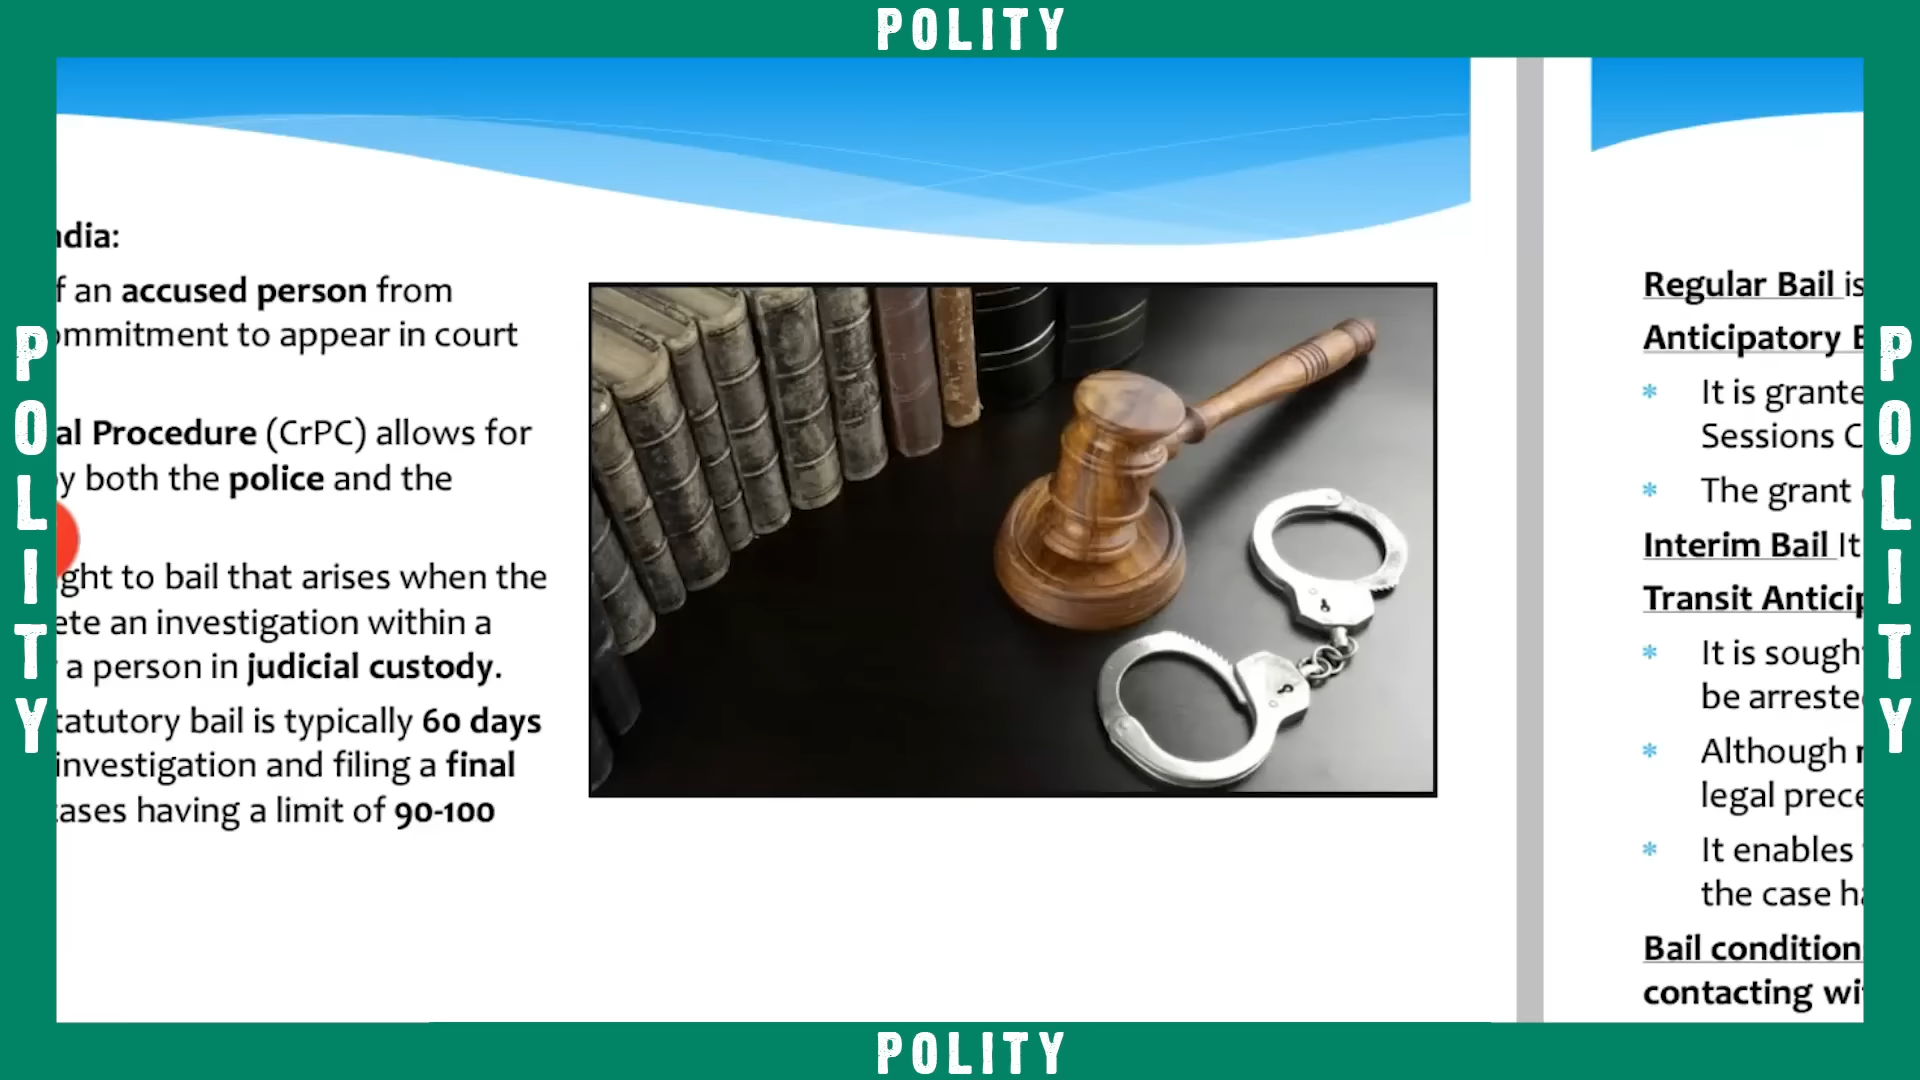 POLITY
POLITY
ndia:
f an accused person from
ommitment to appear in court
al Procedure (CrPC) allows for
by both the police and the
ght to bail that arises when the
ete an investigation within a
a person in judicial custody.
tatutory bail is typically 60 days
investigation and filing a final
cases having a limit of 90-100
Regular Bail is
Anticipatory B
* It is grante
Sessions C
* The grant
Interim Bail It
Transit Anticip
* It is sough
be arreste
* Although
legal prece
* It enables
the case ha
Bail condition
contacting wi
POLITY
POLITY